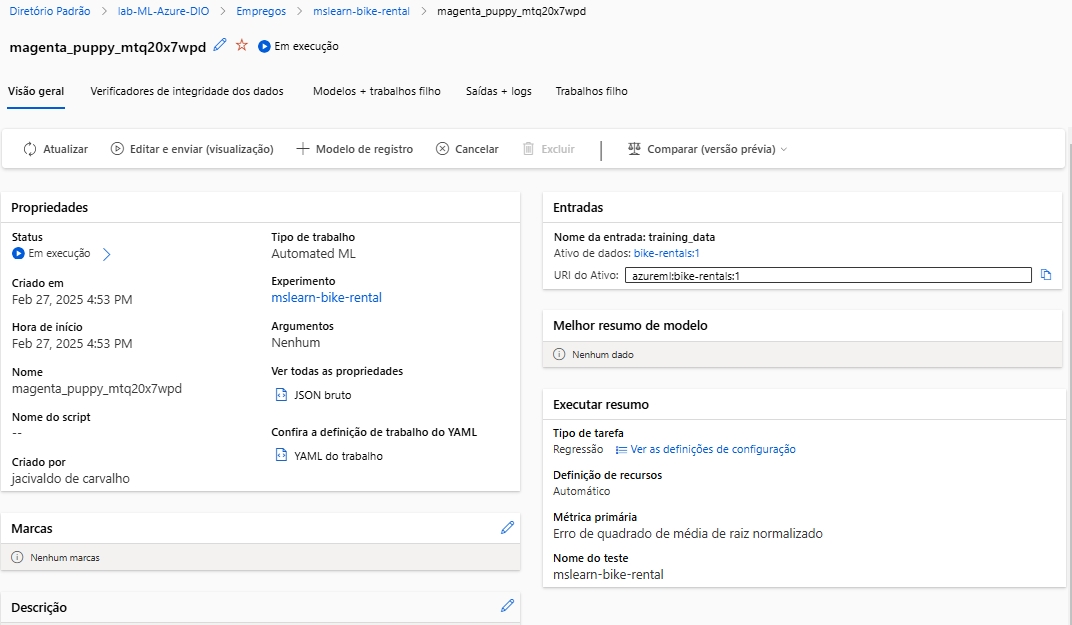 Diretório Padrão > lab-ML-Azure-DIO > Empregos > mslearn-bike-rental > magenta_puppy_mtq20x7wpd
magenta_puppy_mtq20x7wpd Em execução
Visão geral Verificadores de integridade dos dados Modelos + trabalhos filho Saídas + logs Trabalhos filho
Atualizar Editar e enviar (visualização) Modelo de registro Cancelar Excluir Comparar (versão prévia)
Propriedades
Status
Em execução
Criado em
Feb 27, 2025 4:53 PM
Hora de início
Feb 27, 2025 4:53 PM
Nome
magenta_puppy_mtq20x7wpd
Nome do script
--
Criado por
jacivaldo de carvalho
Tipo de trabalho
Automated ML
Experimento
mslearn-bike-rental
Argumentos
Nenhum
Ver todas as propriedades
JSON bruto
Confira a definição de trabalho do YAML
YAML do trabalho
Marcas
Nenhum marcas
Descrição
Entradas
Nome da entrada: training_data
Ativo de dados: bike-rentals:1
URI do Ativo: azureml:bike-rentals:1
Melhor resumo de modelo
Nenhum dado
Executar resumo
Tipo de tarefa
Regressão Ver as definições de configuração
Definição de recursos
Automático
Métrica primária
Erro de quadrado de média de raiz normalizado
Nome do teste
mslearn-bike-rental